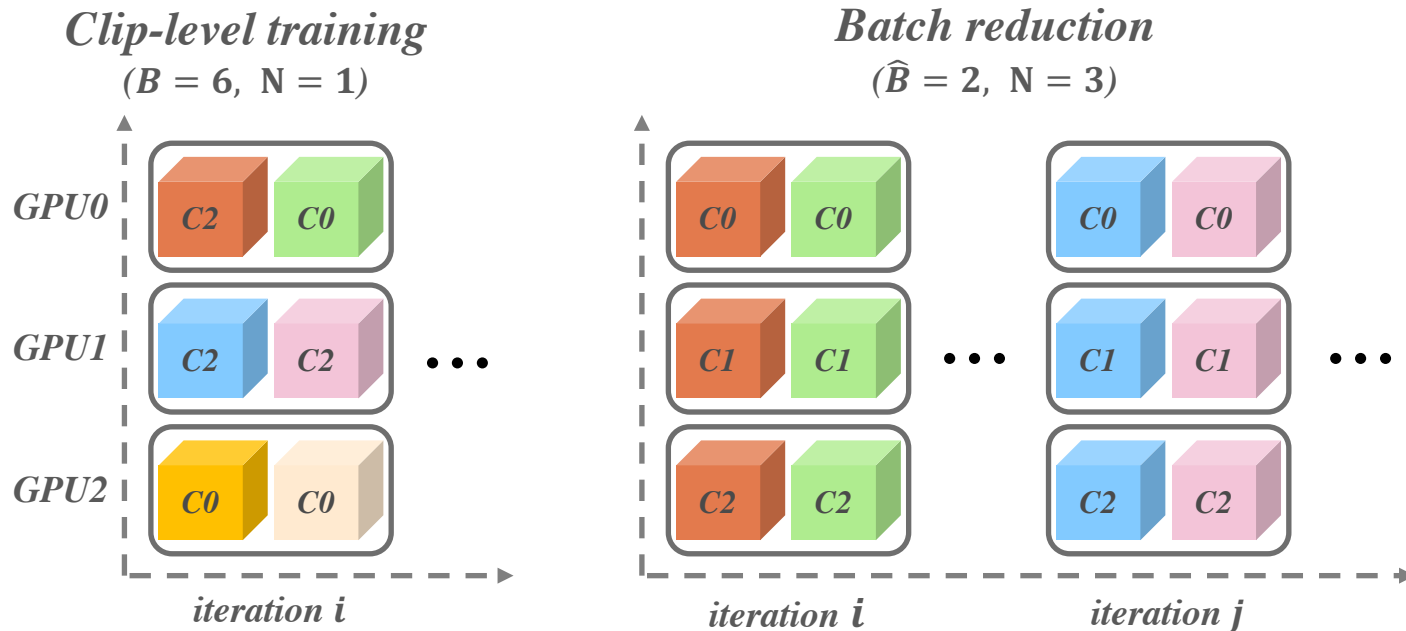 Clip-level training
(B = 6, N = 1)
GPU0
C2 C0
GPU1
C2 C2
GPU2
C0 C0
iteration i
Batch reduction
(B̂ = 2, N = 3)
C0 C0 C0 C0
C1 C1 C1 C1
C2 C2 C2 C2
iteration i
iteration j